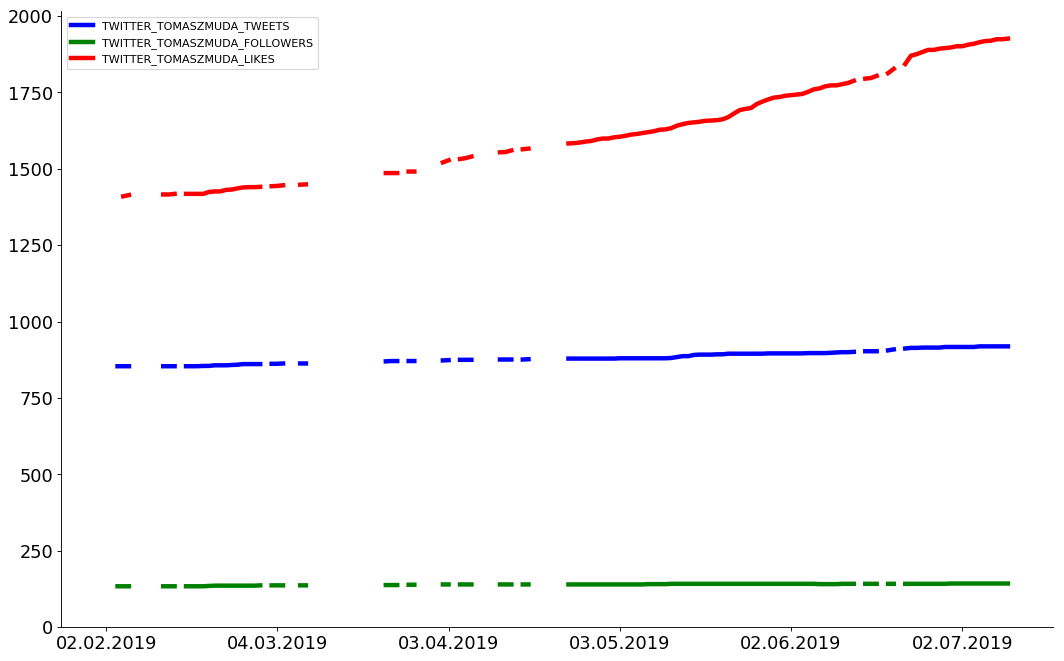 TWITTER_TOMASZMUDA_TWEETS
TWITTER_TOMASZMUDA_FOLLOWERS
TWITTER_TOMASZMUDA_LIKES
2000
1750
1500
1250
1000
750
500
250
0
02.02.2019 04.03.2019 03.04.2019 03.05.2019 02.06.2019 02.07.2019